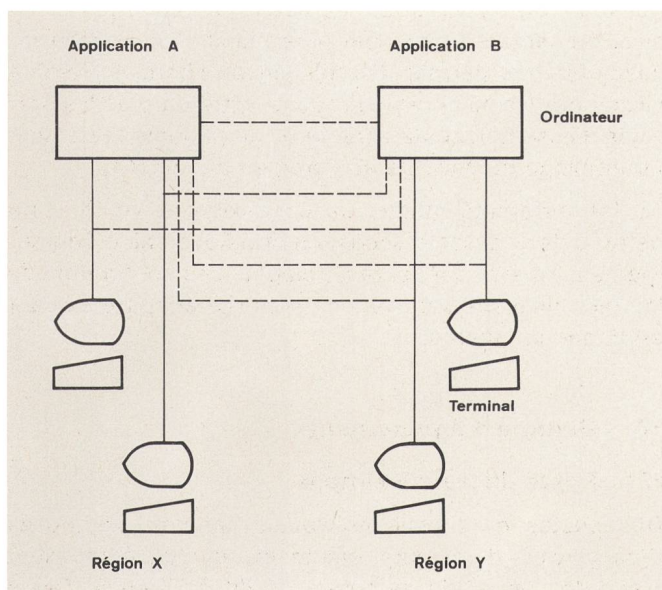 Application A
Application B
Ordinateur
Terminal
Région X
Région Y